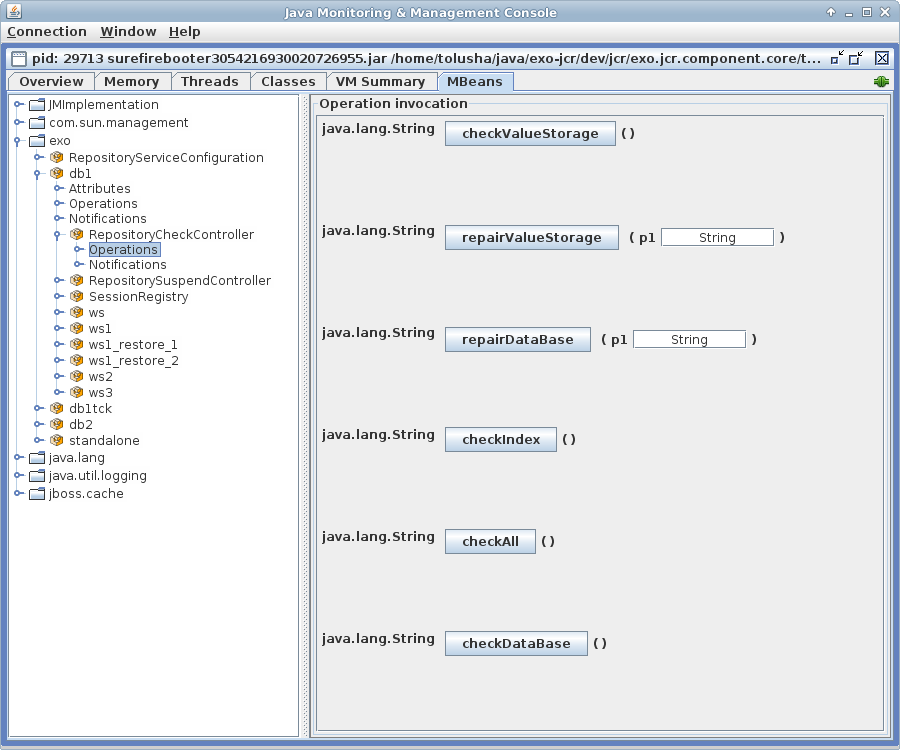 Java Monitoring & Management Console
Connection Window Help
pid: 29713 surefirebooter3054216930020726955.jar /home/tolusha/java/exo-jcr/dev/jcr/exo.jcr.component.core/t...
Overview Memory Threads Classes VM Summary MBeans
JMImplementation
com.sun.management
exo
RepositoryServiceConfiguration
db1
Attributes
Operations
Notifications
RepositoryCheckController
Operations
Notifications
RepositorySuspendController
SessionRegistry
ws
ws1
ws1_restore_1
ws1_restore_2
ws2
ws3
db1tck
db2
standalone
java.lang
java.util.logging
jboss.cache
Operation invocation
java.lang.String checkValueStorage ()
java.lang.String repairValueStorage ( p1 String )
java.lang.String repairDataBase ( p1 String )
java.lang.String checkIndex ()
java.lang.String checkAll ()
java.lang.String checkDataBase ()